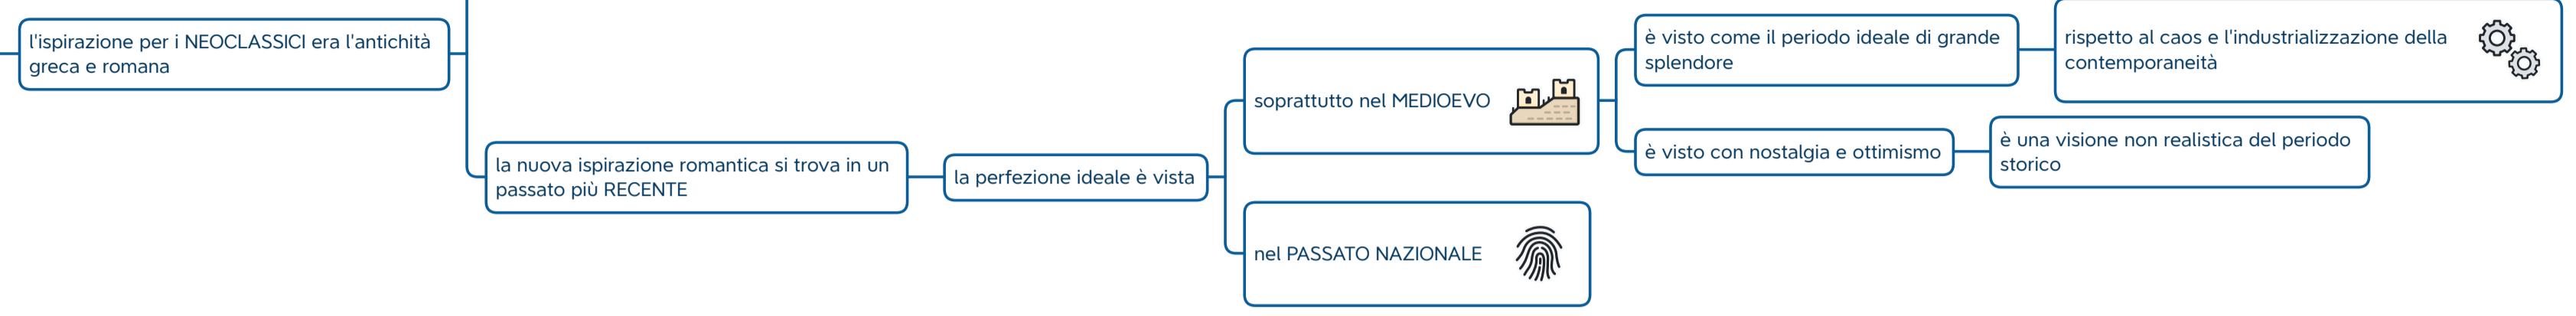 l'ispirazione per i NEOCLASSICI era l'antichità
greca e romana
la nuova ispirazione romantica si trova in un
passato più RECENTE
la perfezione ideale è vista
soprattutto nel MEDIOEVO
è visto come il periodo ideale di grande
splendore
rispetto al caos e l'industrializzazione della
contemporaneità
è visto con nostalgia e ottimismo
è una visione non realistica del periodo
storico
nel PASSATO NAZIONALE